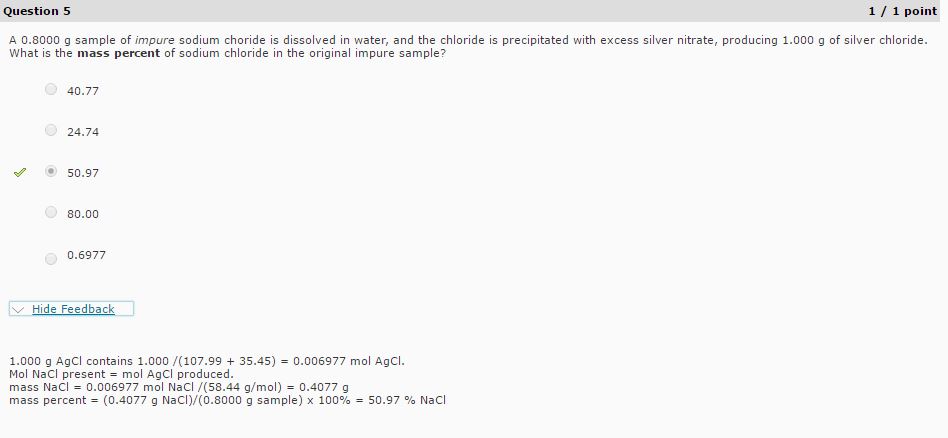 Question 5
1 / 1 point
A 0.8000 g sample of impure sodium choride is dissolved in water, and the chloride is precipitated with excess silver nitrate, producing 1.000 g of silver chloride.
What is the mass percent of sodium chloride in the original impure sample?
40.77
24.74
50.97
80.00
0.6977
Hide Feedback
1.000 g AgCl contains 1.000 /(107.99 + 35.45) = 0.006977 mol AgCl.
Mol NaCl present = mol AgCl produced.
mass NaCl = 0.006977 mol NaCl /(58.44 g/mol) = 0.4077 g
mass percent = (0.4077 g NaCl)/(0.8000 g sample) x 100% = 50.97 % NaCl